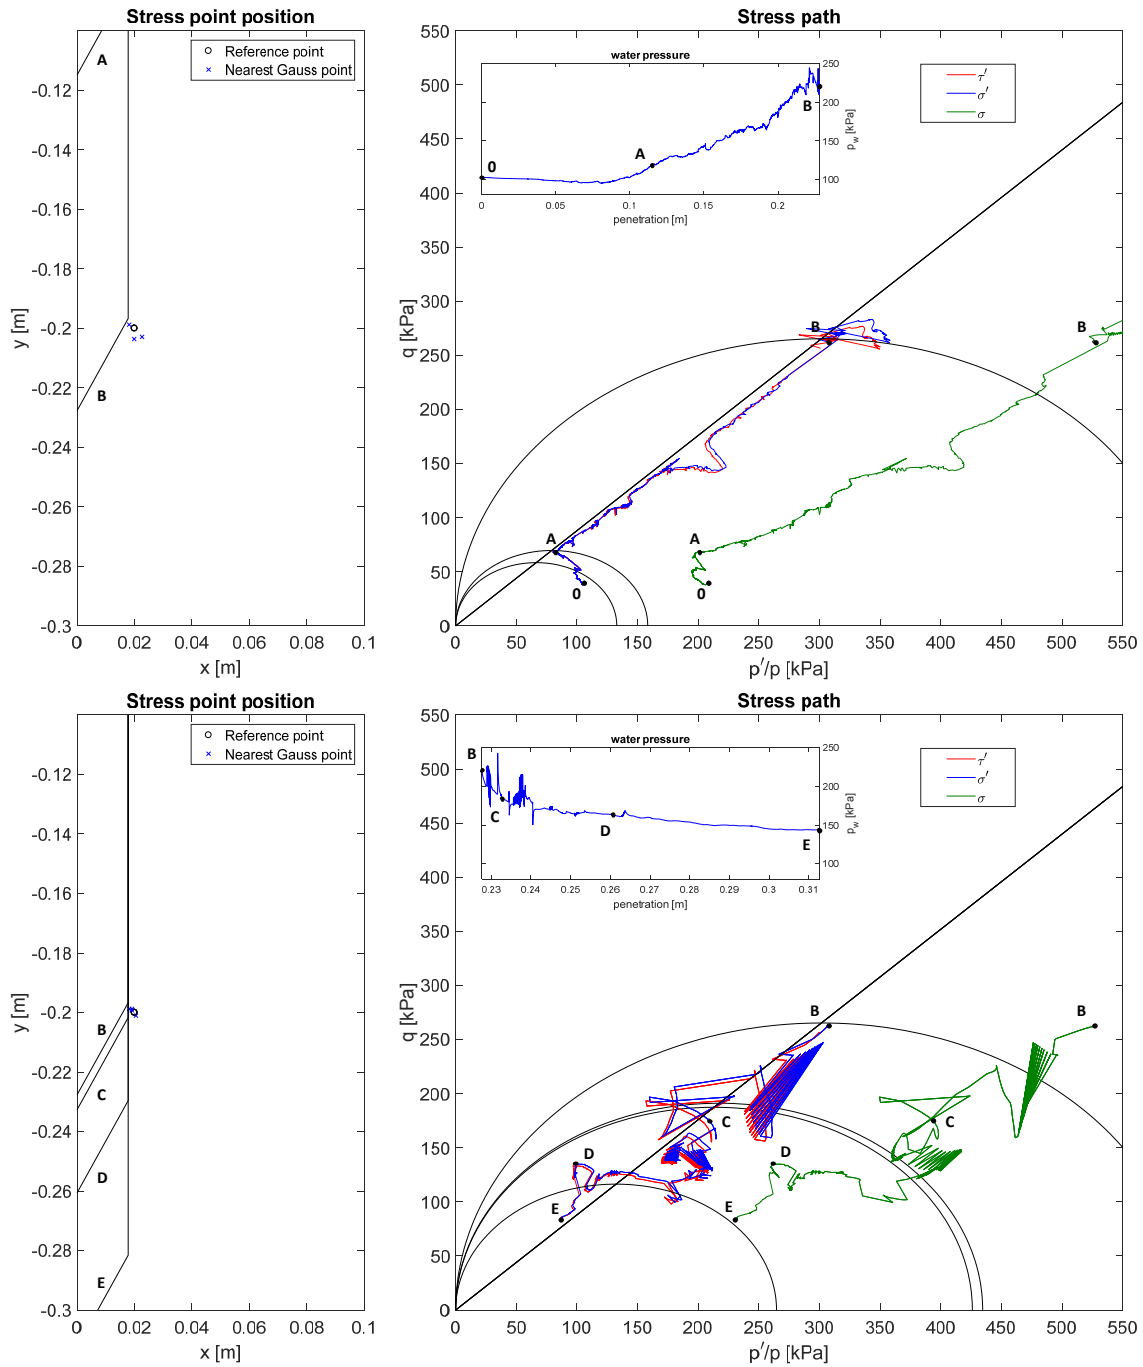 Stress point position
Reference point
Nearest Gauss point
A
B
-0.12
-0.14
-0.16
-0.18
-0.2
-0.22
-0.24
-0.26
-0.28
-0.3
y [m]
0 0.02 0.04 0.06 0.08 0.1
x [m]
Stress path
550
500
450
400
350
300
250
200
150
100
50
0
q [kPa]
water pressure
250
200
150
100
p_w [kPa]
0 A B
0 0.05 0.1 0.15 0.2
penetration [m]
τ′
σ′
σ
B B
A A
0 0
0 50 100 150 200 250 300 350 400 450 500 550
p′/p [kPa]
Stress point position
Reference point
Nearest Gauss point
-0.12
-0.14
-0.16
-0.18
-0.2
-0.22
-0.24
-0.26
-0.28
-0.3
B
C
D
E
y [m]
0 0.02 0.04 0.06 0.08 0.1
x [m]
Stress path
550
500
450
400
350
300
250
200
150
100
50
0
q [kPa]
water pressure
250
200
150
100
p_w [kPa]
B C D E
0.23 0.24 0.25 0.26 0.27 0.28 0.29 0.3 0.31
penetration [m]
τ′
σ′
σ
B B
C C
D D
E E
0 50 100 150 200 250 300 350 400 450 500 550
p′/p [kPa]